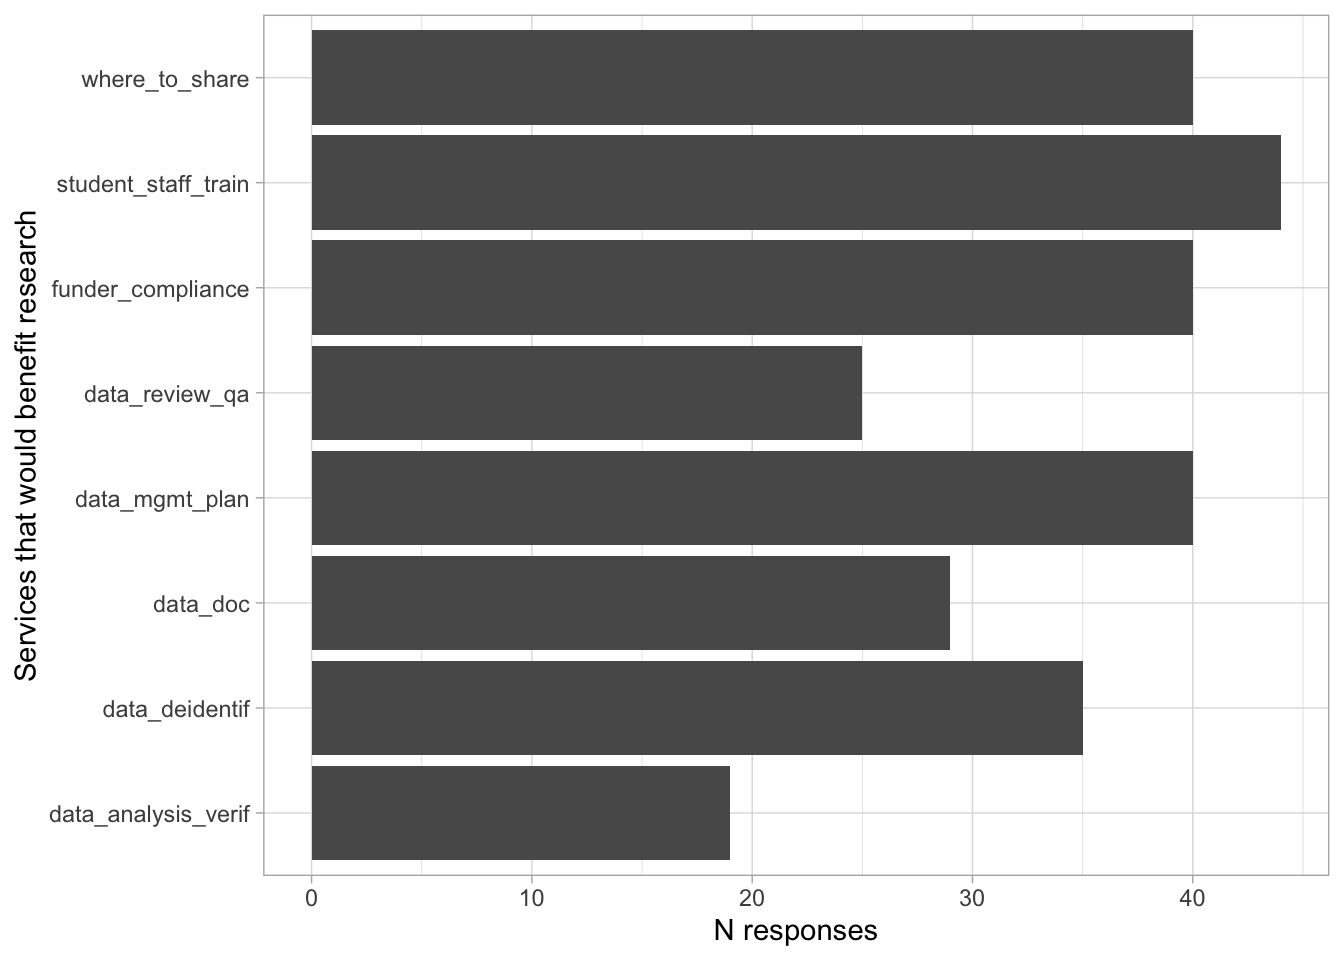 Services that would benefit research
where_to_share
student_staff_train
funder_compliance
data_review_qa
data_mgmt_plan
data_doc
data_deidentif
data_analysis_verif
0 10 20 30 40
N responses